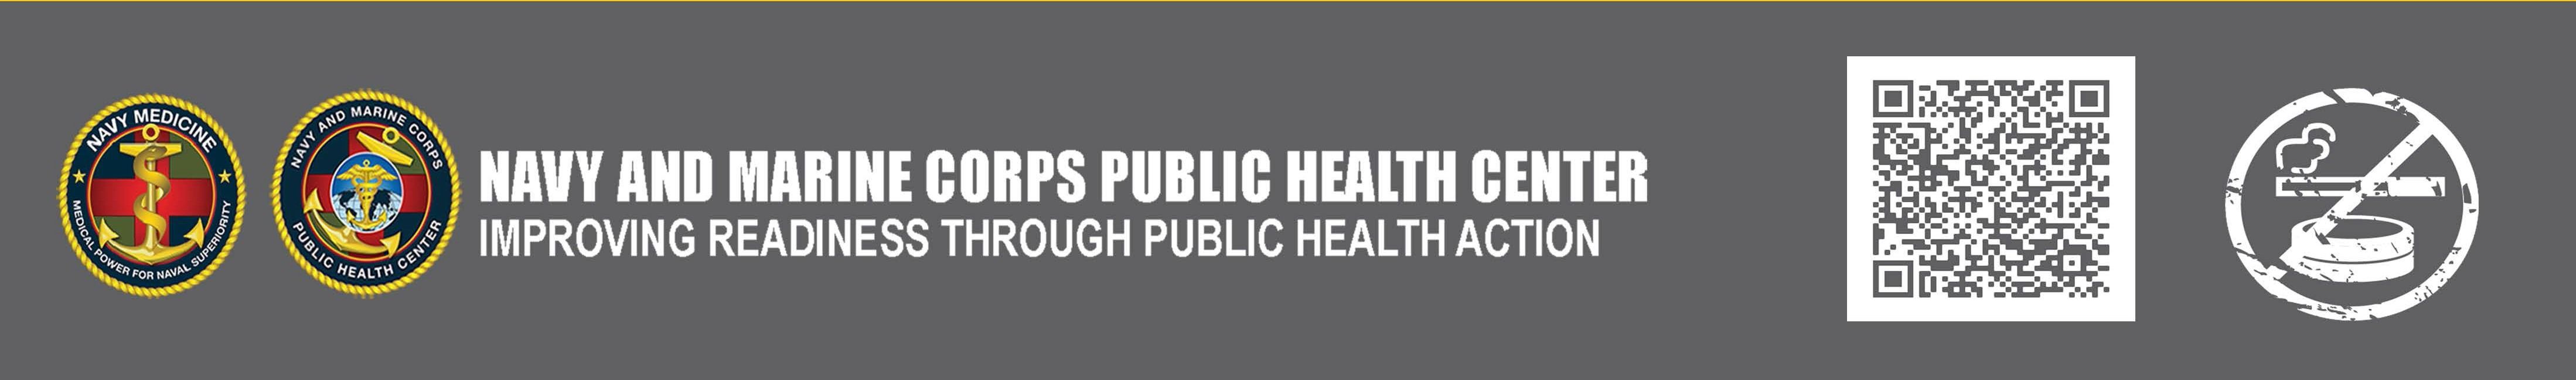 NAVY MEDICINE
MEDICAL POWER FOR NAVAL SUPERIORITY
NAVY AND MARINE CORPS
PUBLIC HEALTH CENTER
NAVY AND MARINE CORPS PUBLIC HEALTH CENTER
IMPROVING READINESS THROUGH PUBLIC HEALTH ACTION